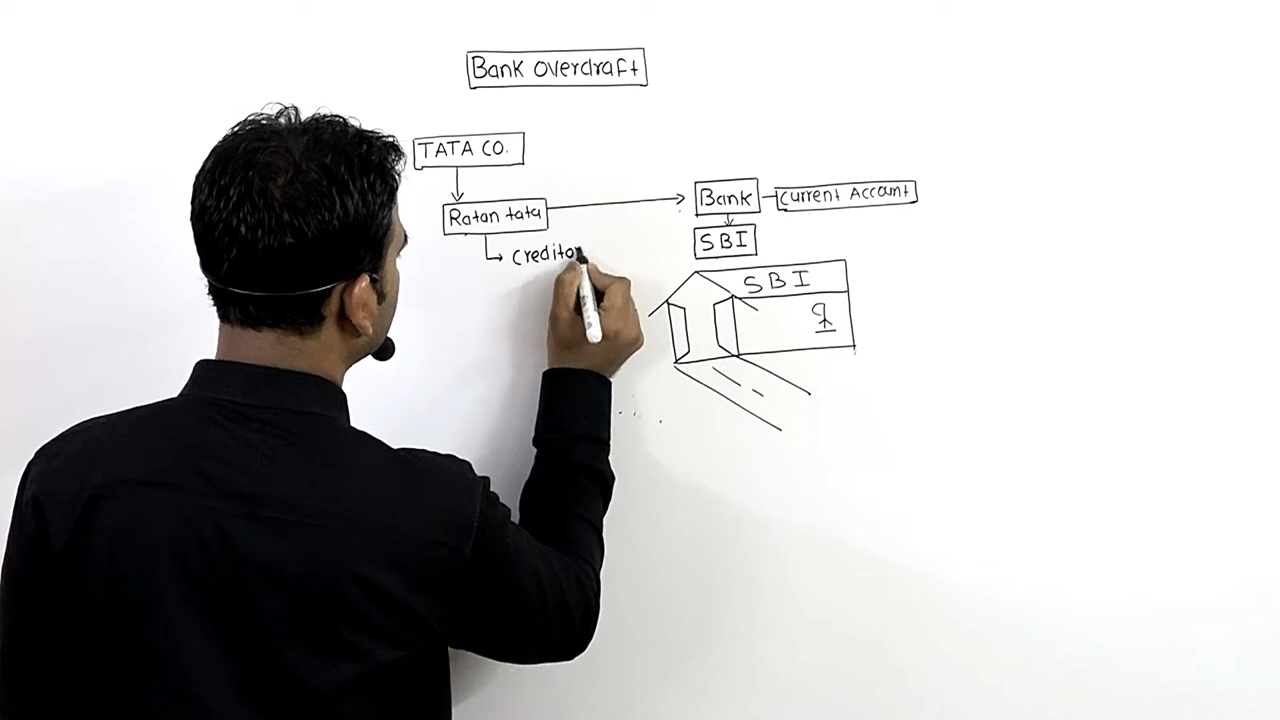 Bank overdraft
TATA CO.
Ratan tata
Creditor
Bank
Current Account
SBI
SBI